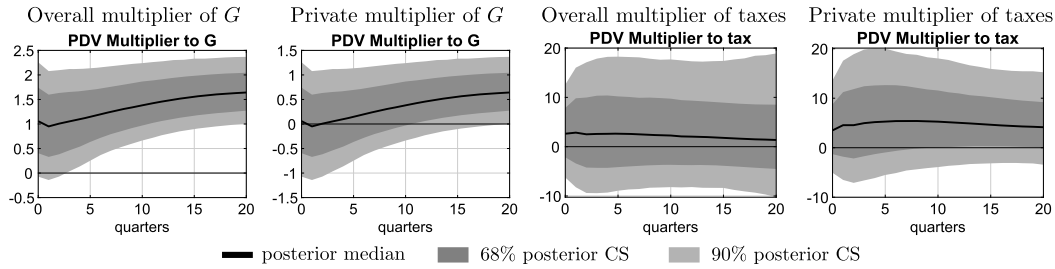 Overall multiplier of G
Private multiplier of G
Overall multiplier of taxes
Private multiplier of taxes
PDV Multiplier to G
PDV Multiplier to G
PDV Multiplier to tax
PDV Multiplier to tax
2.5
2
1.5
1
0.5
0
-0.5
0 5 10 15 20
quarters
1.5
1
0.5
0
-0.5
-1
-1.5
0 5 10 15 20
quarters
20
10
0
-10
0 5 10 15 20
quarters
20
10
0
-10
0 5 10 15 20
quarters
posterior median 68% posterior CS 90% posterior CS